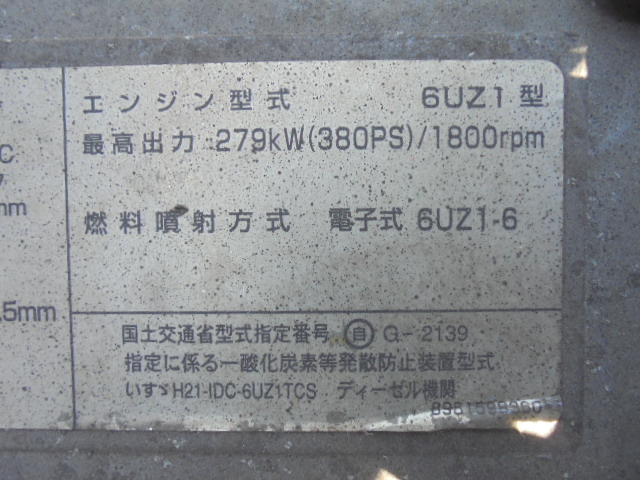 エンジン型式 6UZ1型
最高出力 279kW(380PS)/1800rpm
燃料噴射方式 電子式 6UZ1-6
C
mm
.5mm
国土交通省型式指定番号 自 G-2139
指定に係る一酸化炭素等発散防止装置型式
いすゞH21-IDC-6UZ1TCS ディーゼル機関